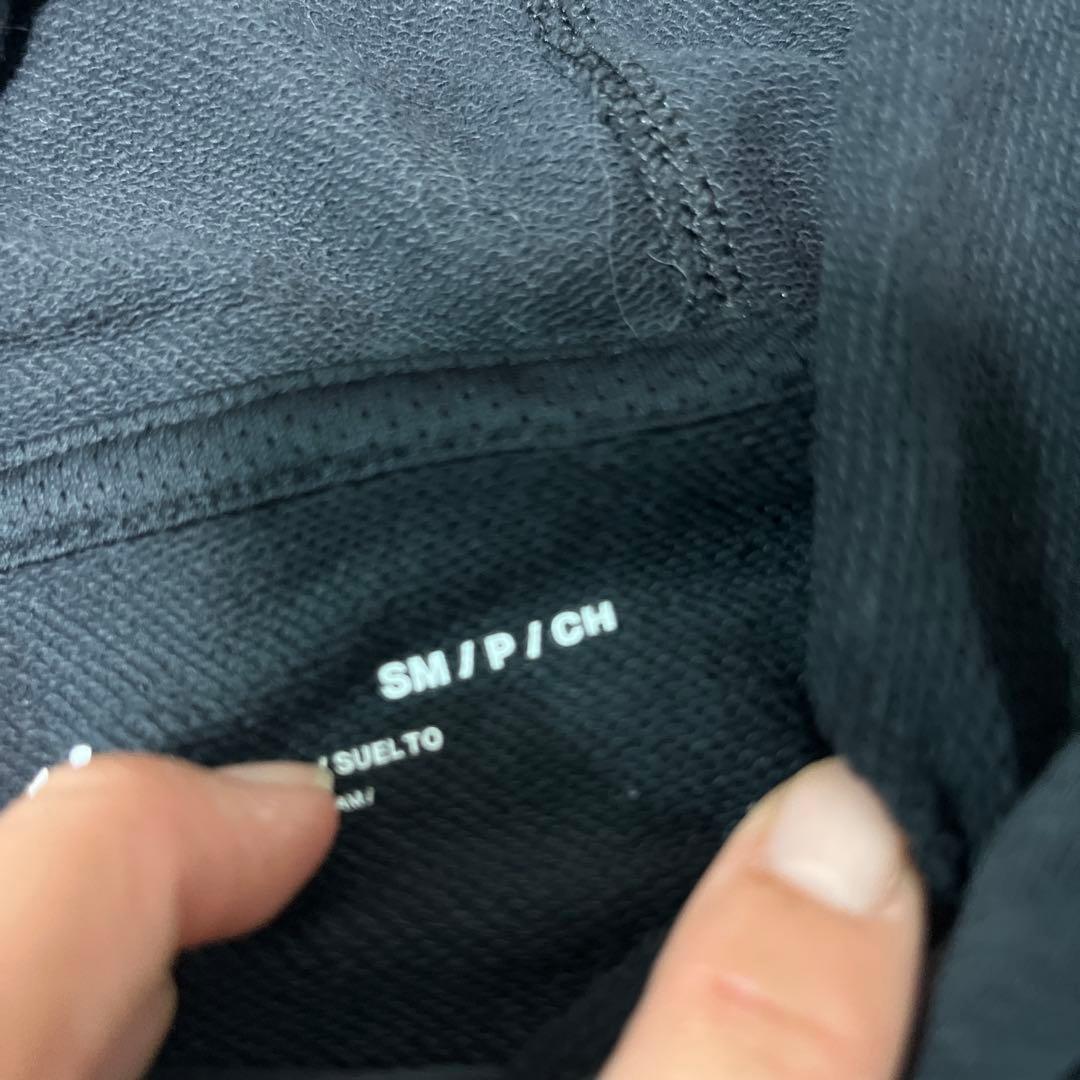 SM / P / CH
/ SUELTO